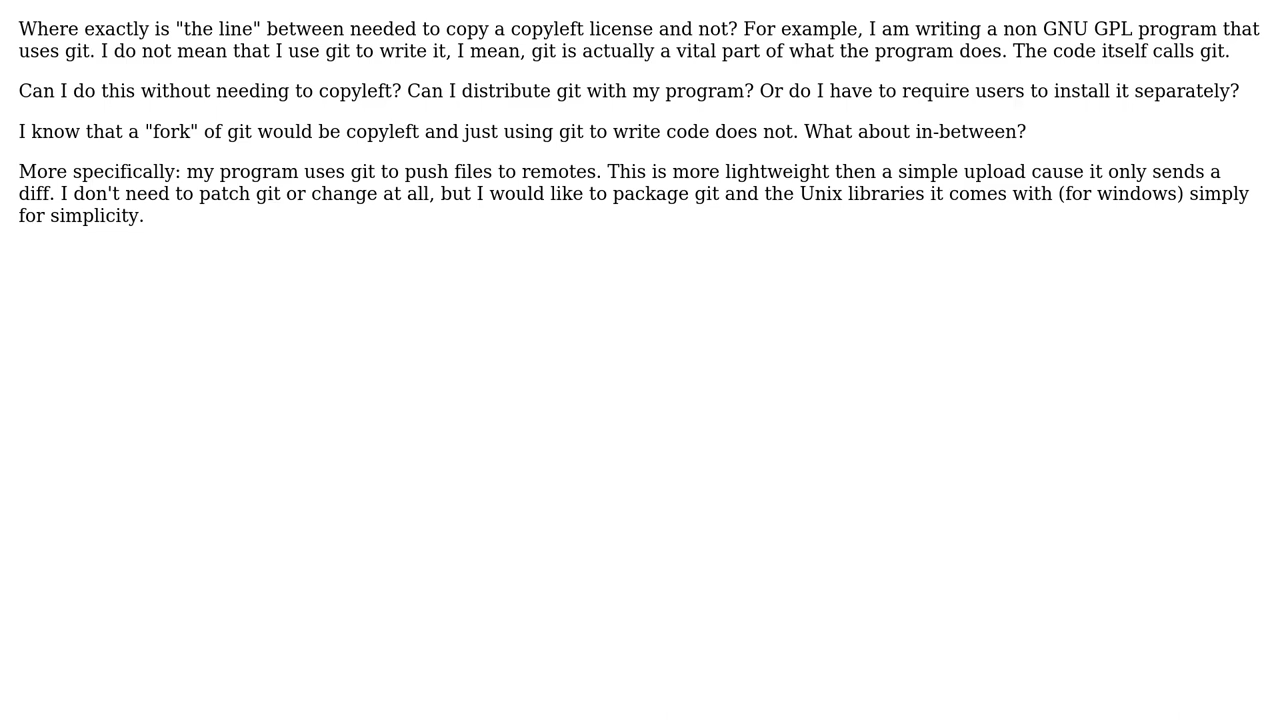 Where exactly is "the line" between needed to copy a copyleft license and not? For example, I am writing a non GNU GPL program that
uses git. I do not mean that I use git to write it, I mean, git is actually a vital part of what the program does. The code itself calls git.
Can I do this without needing to copyleft? Can I distribute git with my program? Or do I have to require users to install it separately?
I know that a "fork" of git would be copyleft and just using git to write code does not. What about in-between?
More specifically: my program uses git to push files to remotes. This is more lightweight then a simple upload cause it only sends a
diff. I don't need to patch git or change at all, but I would like to package git and the Unix libraries it comes with (for windows) simply
for simplicity.